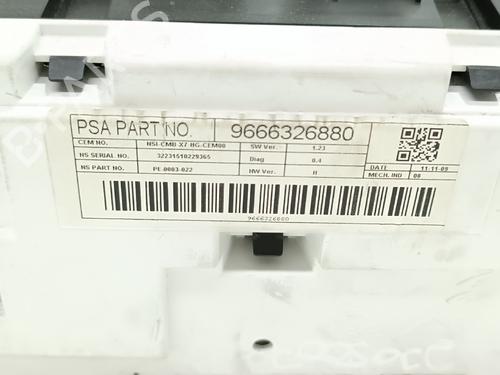 PSA PART NO. 9666326880
CEM NO. NSI-CMB-X7-HG-CEM00 SW Ver. 1.23
NS SERIAL NO. 32231510229365 Diag 0.4 DATE 11-11-09
NS PART NO. PE-0003-022 HW Ver. H MECH. IND 00
9666326880